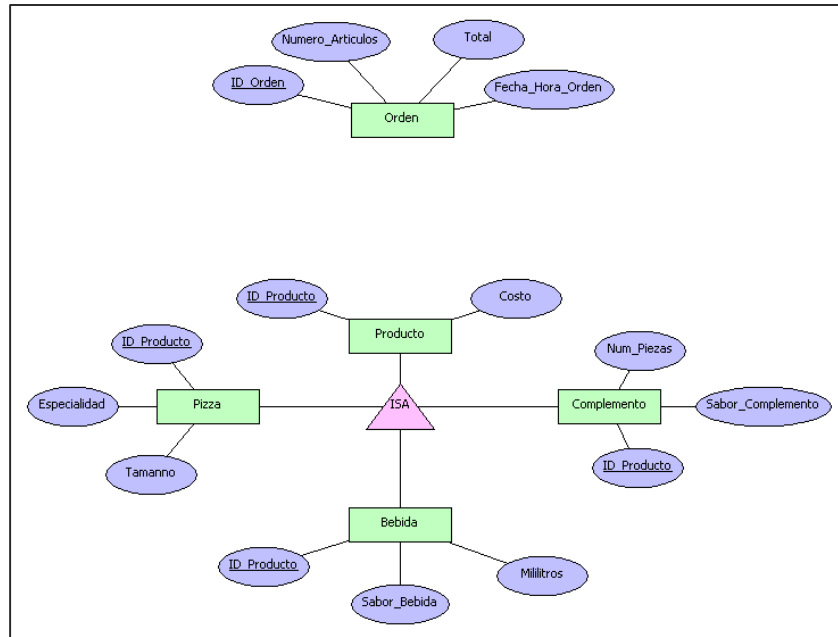 Numero_Articulos
Total
ID_Orden
Fecha_Hora_Orden
Orden
ID_Producto
Costo
Producto
ID_Producto
Num_Piezas
Especialidad
Pizza
ISA
Complemento
Sabor_Complemento
Tamanno
ID_Producto
Bebida
ID_Producto
Mililitros
Sabor_Bebida